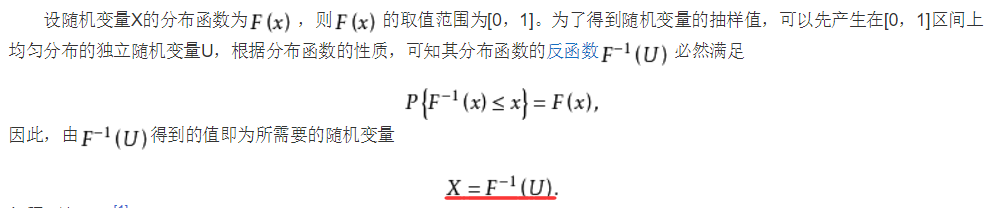 设随机变量X的分布函数为F(x)，则F(x)的取值范围为[0，1]。为了得到随机变量的抽样值，可以先产生在[0，1]区间上
均匀分布的独立随机变量U，根据分布函数的性质，可知其分布函数的反函数F⁻¹(U)必然满足
P{F⁻¹(x)≤x}=F(x),
因此，由F⁻¹(U)得到的值即为所需要的随机变量
X=F⁻¹(U).
[1]